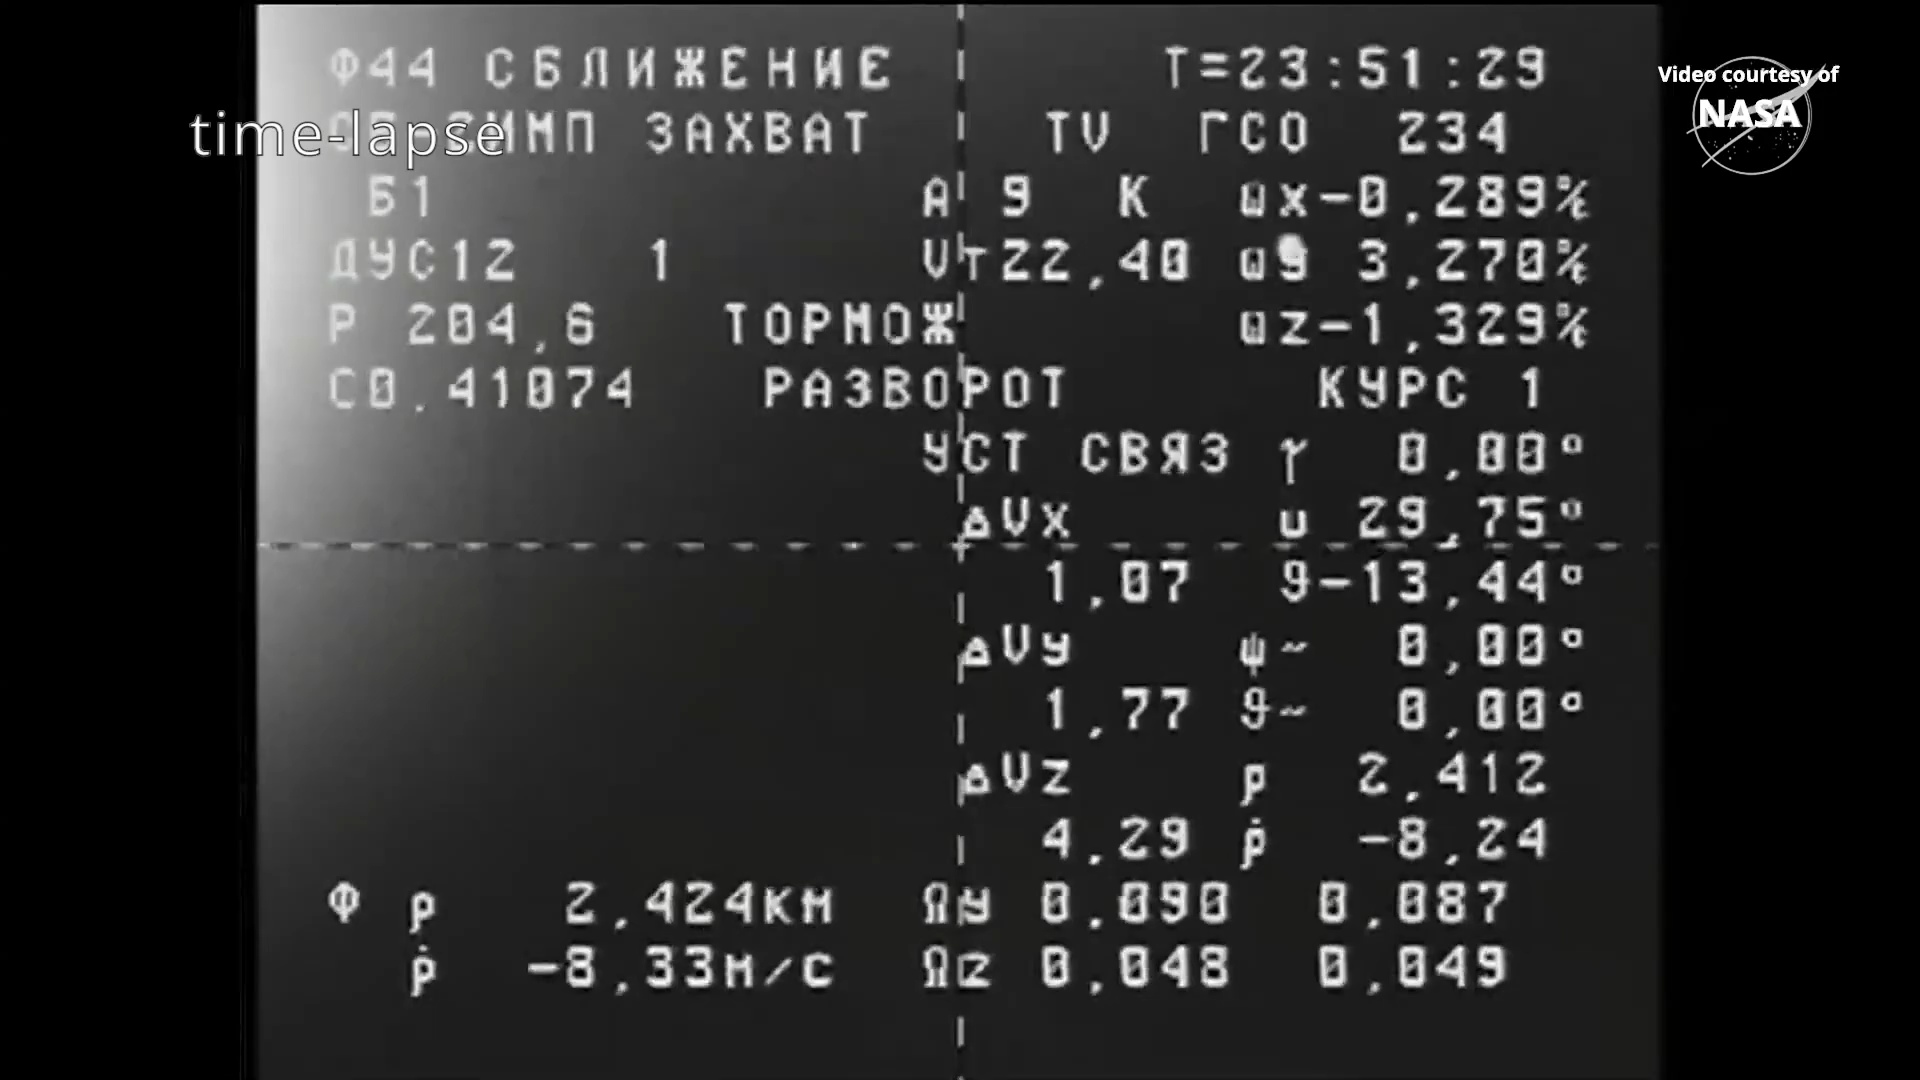 Ф44 СБЛИЖЕНИЕ T=23:51:29
Video courtesy of
NASA
time-lapse
ИМП ЗАХВАТ TV ГСО 234
Б1 А 9 К ωx-0,289%
ДУС12 1 Vт22,40 ωy 3,270%
Р 204,6 ТОРМОЖ ωz-1,329%
С0.41074 РАЗВОРОТ КУРС 1
УСТ СВЯЗ γ 0,00°
ΔVx u 29,75°
1,07 ϑ-13,44°
ΔVy ψ~ 0,00°
1,77 ϑ~ 0,00°
ΔVz ρ 2,412
4,29 ρ̇ -8,24
Ф ρ 2,424км Ωy 0,090 0,087
ρ̇ -8,33м/с Ωz 0,048 0,049